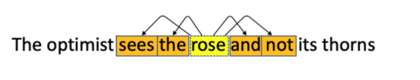 The optimist sees the rose and not its thorns